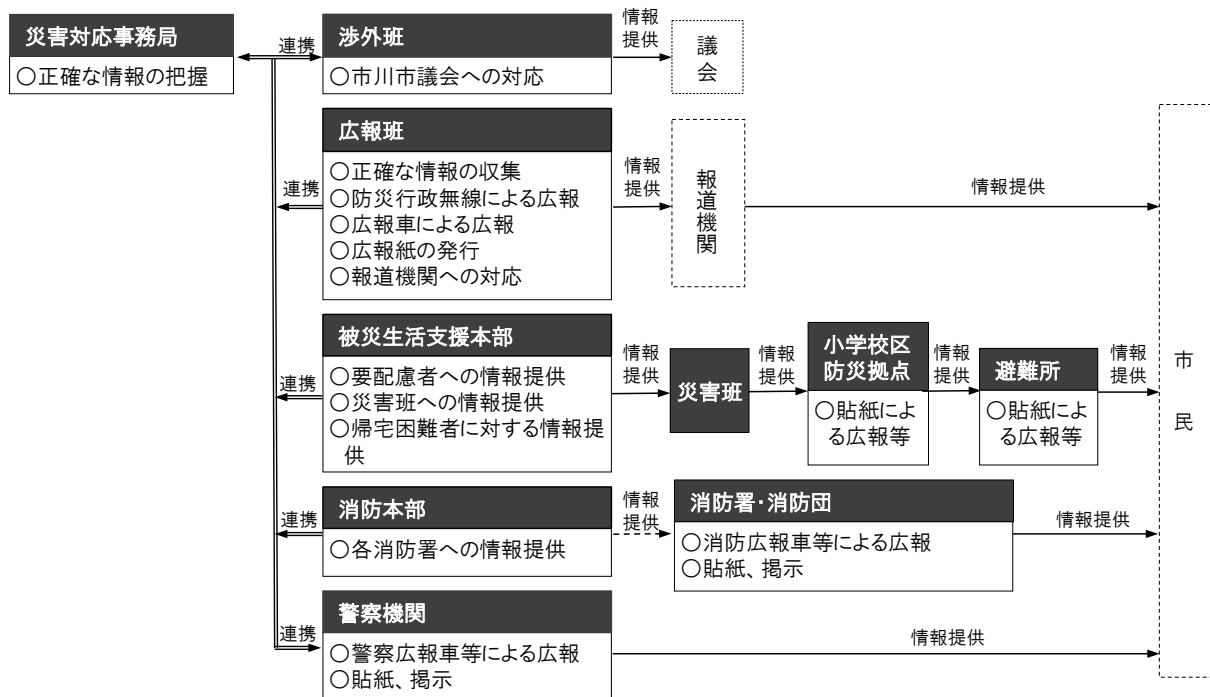 災害対応事務局
○正確な情報の把握
連携
渉外班
○市川市議会への対応
情報
提供
議
会
連携
広報班
○正確な情報の収集
○防災行政無線による広報
○広報車による広報
○広報紙の発行
○報道機関への対応
情報
提供
報
道
機
関
情報提供
連携
被災生活支援本部
○要配慮者への情報提供
○災害班への情報提供
○帰宅困難者に対する情報提
供
情報
提供
災害班
情報
提供
小学校区
防災拠点
○貼紙によ
る広報等
情報
提供
避難所
○貼紙によ
る広報等
情報
提供
市
民
連携
消防本部
○各消防署への情報提供
情報
提供
消防署・消防団
○消防広報車等による広報
○貼紙、掲示
情報提供
連携
警察機関
○警察広報車等による広報
○貼紙、掲示
情報提供